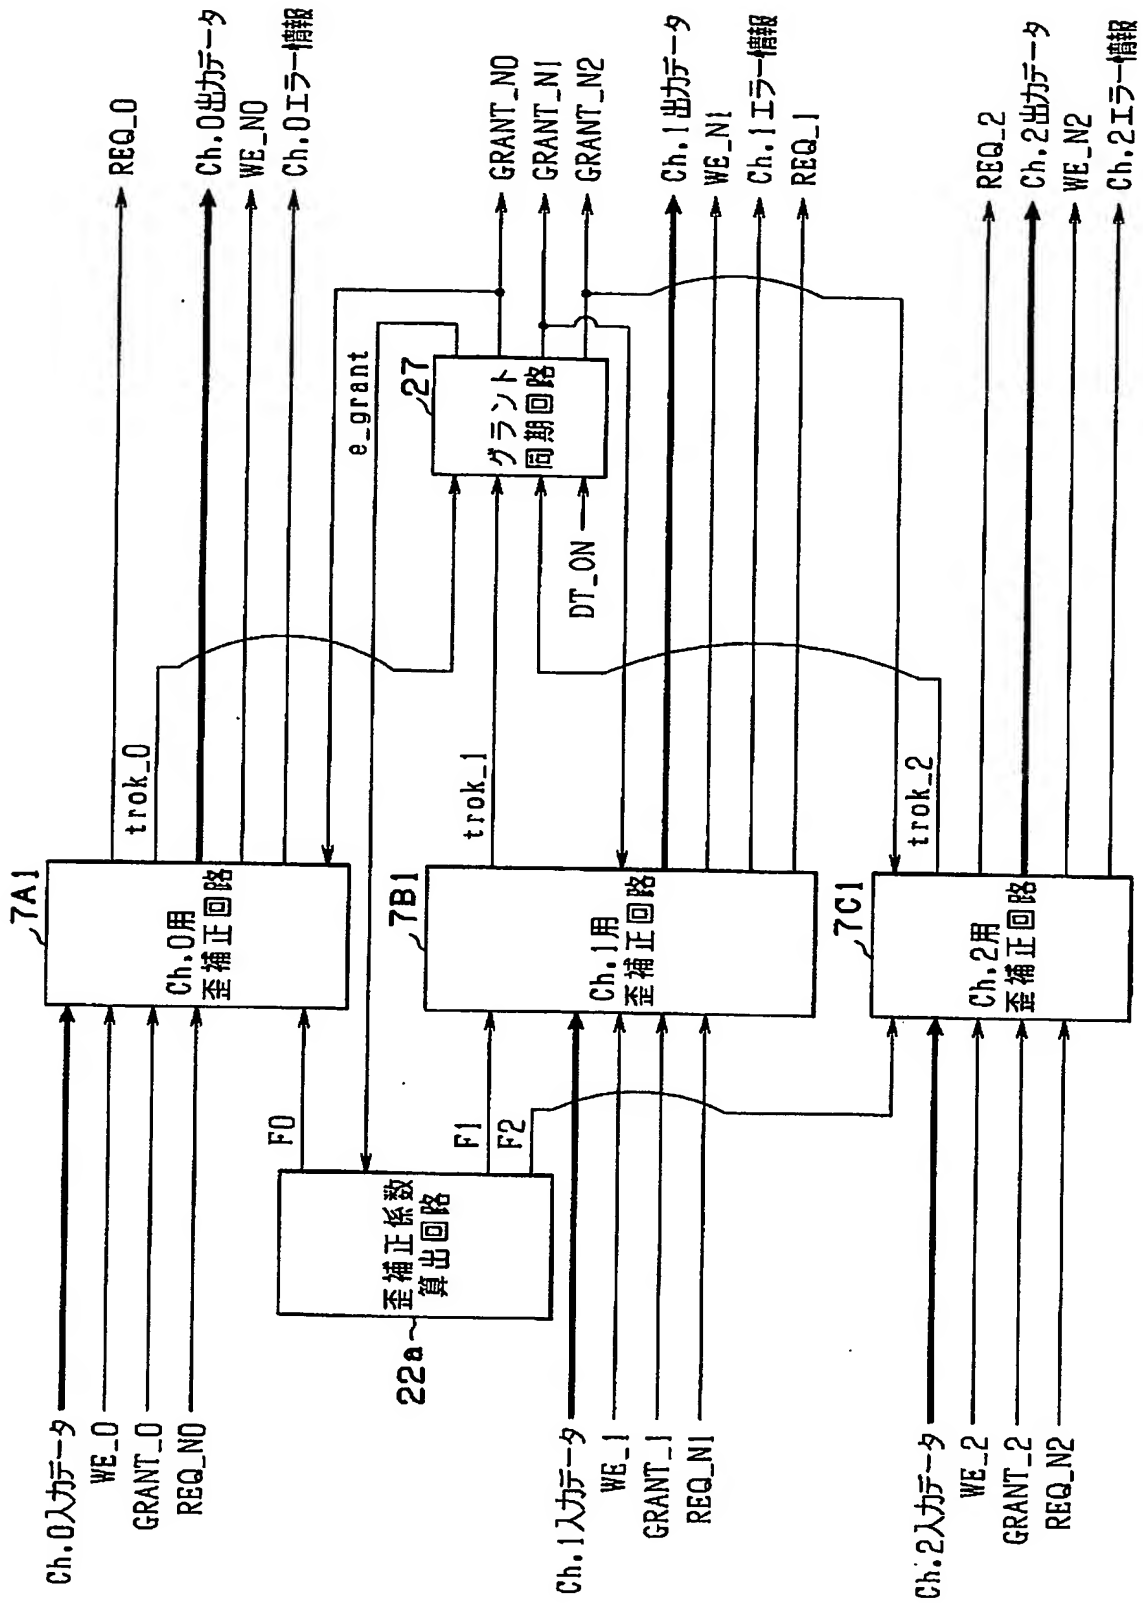 Ch.0入力データ
WE_0
GRANT_0
REQ_N0
7A1
Ch.0用
歪補正回路
REQ_0
trok_0
Ch.0出力データ
WE_N0
Ch.0エラー情報
22a
歪補正係数
算出回路
F0
F1
F2
e_grant
27
グラント
同期回路
DT_ON
GRANT_N0
GRANT_N1
GRANT_N2
Ch.1入力データ
WE_1
GRANT_1
REQ_N1
7B1
Ch.1用
歪補正回路
trok_1
Ch.1出力データ
WE_N1
Ch.1エラー情報
REQ_1
Ch.2入力データ
WE_2
GRANT_2
REQ_N2
7C1
Ch.2用
歪補正回路
trok_2
REQ_2
Ch.2出力データ
WE_N2
Ch.2エラー情報